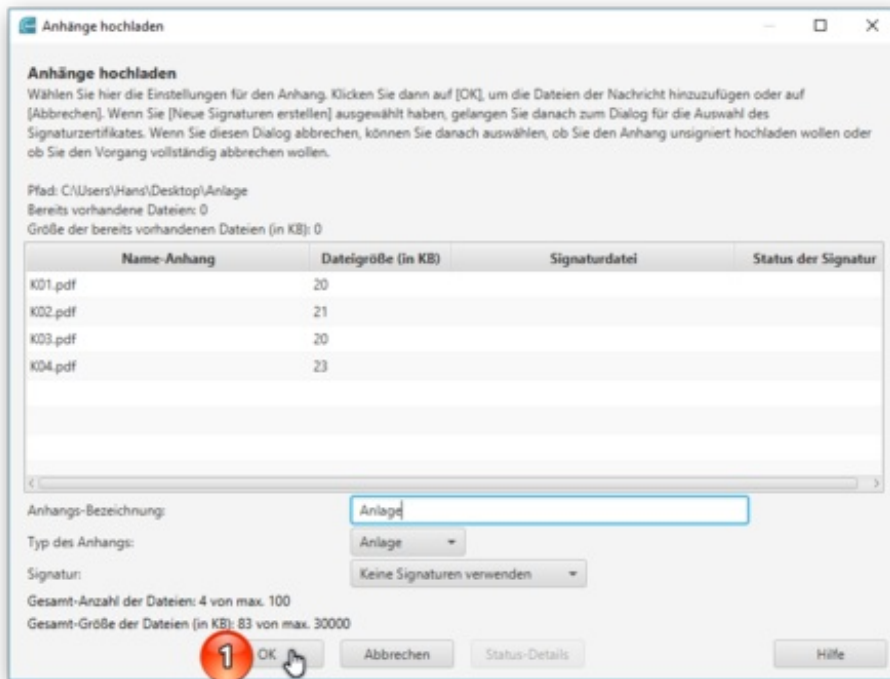 Anhänge hochladen
Anhänge hochladen
Wählen Sie hier die Einstellungen für den Anhang. Klicken Sie dann auf [OK], um die Dateien der Nachricht hinzuzufügen oder auf
[Abbrechen]. Wenn Sie [Neue Signaturen erstellen] ausgewählt haben, gelangen Sie danach zum Dialog für die Auswahl des
Signaturzertifikates. Wenn Sie diesen Dialog abbrechen, können Sie danach auswählen, ob Sie den Anhang unsigniert hochladen wollen oder
ob Sie den Vorgang vollständig abbrechen wollen.
Pfad: C:\Users\Hans\Desktop\Anlage
Bereits vorhandene Dateien: 0
Größe der bereits vorhandenen Dateien (in KB): 0
Name-Anhang Dateigröße (in KB) Signaturdatei Status der Signatur
K01.pdf 20
K02.pdf 21
K03.pdf 20
K04.pdf 23
Anhangs-Bezeichnung: Anlage
Typ des Anhangs: Anlage
Signatur: Keine Signaturen verwenden
Gesamt-Anzahl der Dateien: 4 von max. 100
Gesamt-Größe der Dateien (in KB): 83 von max. 30000
1 OK Abbrechen Status-Details Hilfe